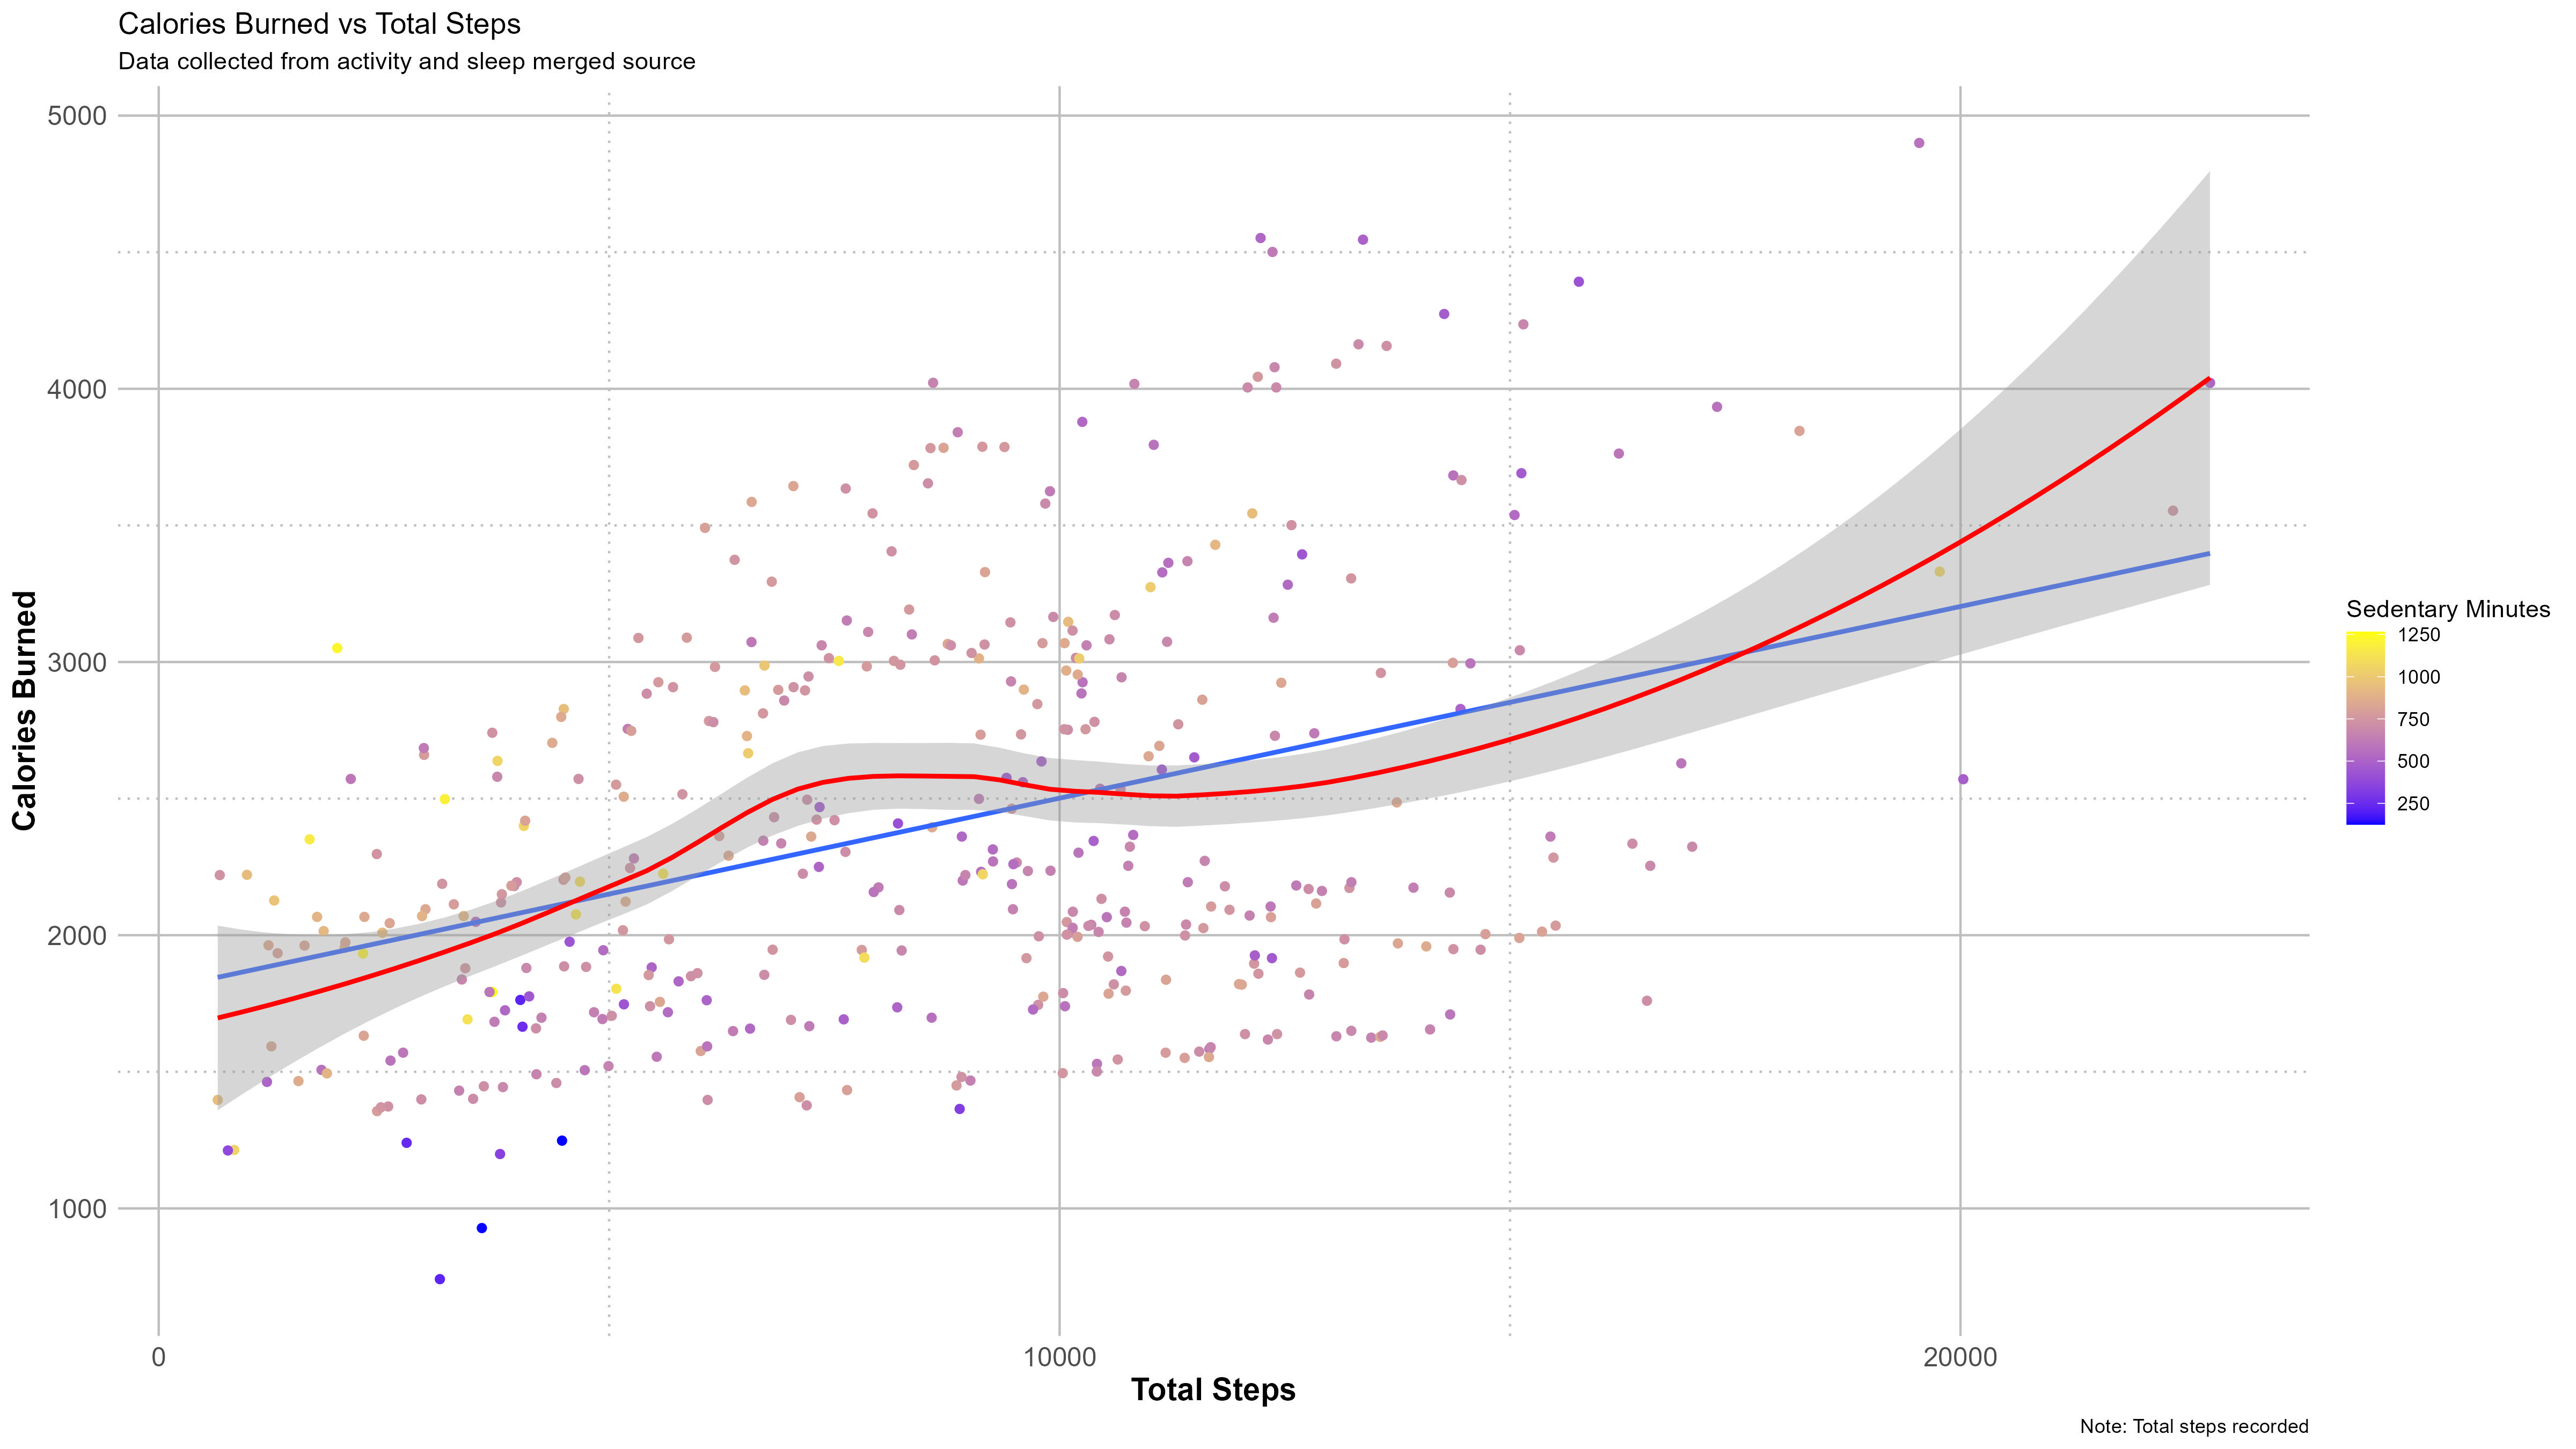 Calories Burned vs Total Steps
Data collected from activity and sleep merged source
5000
4000
3000
2000
1000
Calories Burned
0
10000
20000
Total Steps
Sedentary Minutes
1250
1000
750
500
250
Note: Total steps recorded